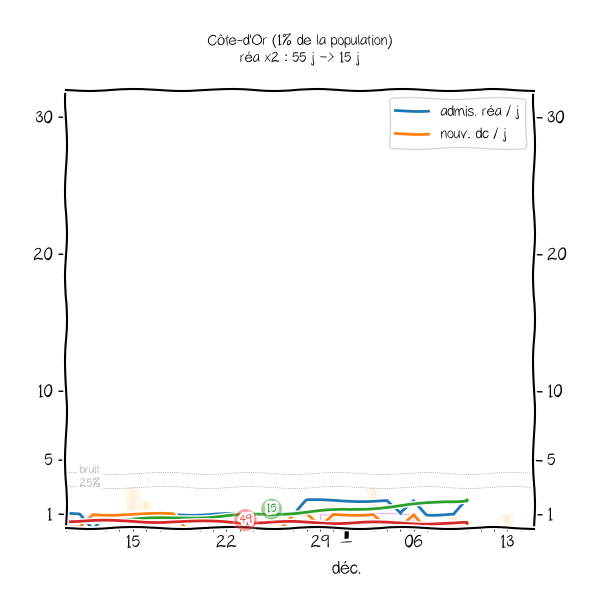 Côte-d'Or (1% de la population)
réa x2 : 55 j -> 15 j
admis. réa / j
nouv. dc / j
30 30
20 20
10 10
5 5
bruit
25%
1 1
15
49
15 22 29 06 13
déc.